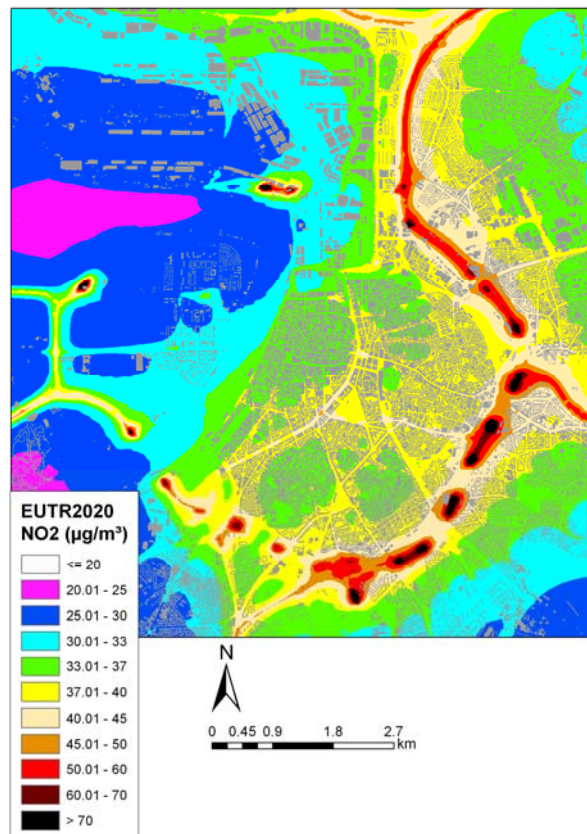 EUTR2020
NO2 (µg/m³)
<= 20
20.01 - 25
25.01 - 30
30.01 - 33
33.01 - 37
37.01 - 40
40.01 - 45
45.01 - 50
50.01 - 60
60.01 - 70
> 70
N
0 0.45 0.9 1.8 2.7
km